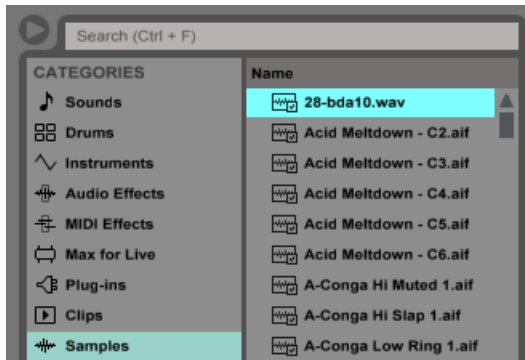 Search (Ctrl + F)
CATEGORIES
Sounds
Drums
Instruments
Audio Effects
MIDI Effects
Max for Live
Plug-ins
Clips
Samples
Name
28-bda10.wav
Acid Meltdown - C2.aif
Acid Meltdown - C3.aif
Acid Meltdown - C4.aif
Acid Meltdown - C5.aif
Acid Meltdown - C6.aif
A-Conga Hi Muted 1.aif
A-Conga Hi Slap 1.aif
A-Conga Low Ring 1.aif